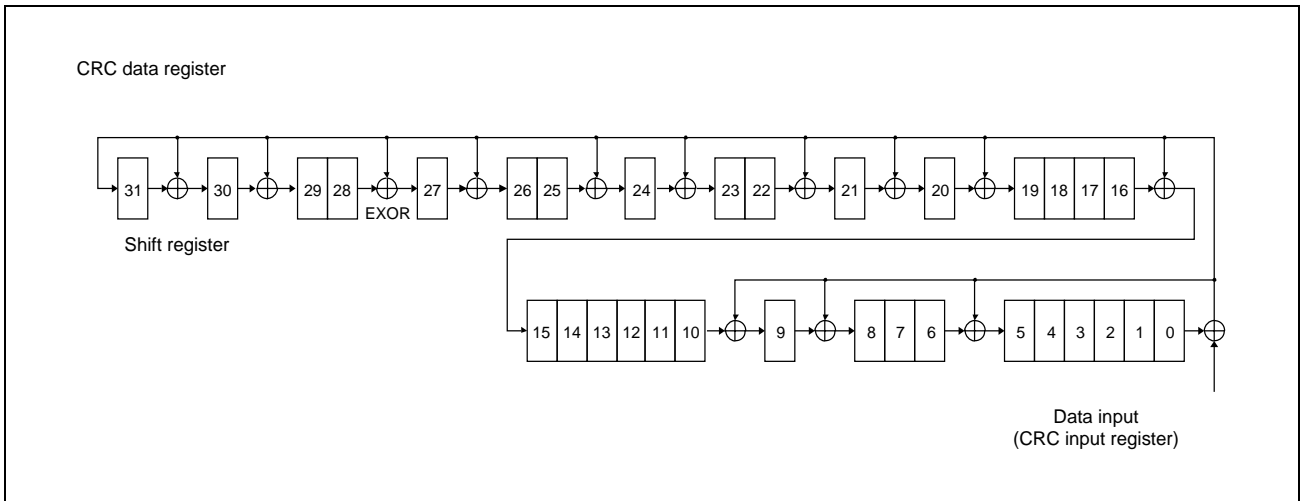 CRC data register
31 30 29 28 27 26 25 24 23 22 21 20 19 18 17 16
EXOR
Shift register
15 14 13 12 11 10 9 8 7 6 5 4 3 2 1 0
Data input
(CRC input register)